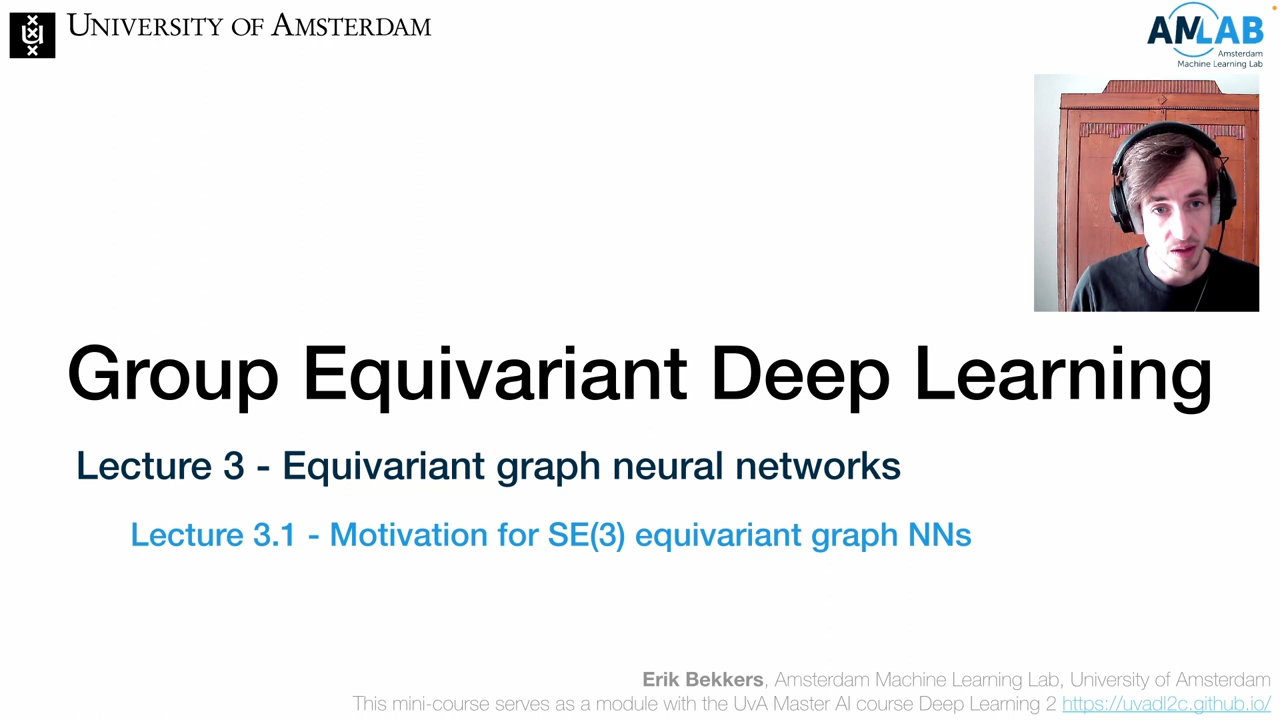 UNIVERSITY OF AMSTERDAM
AMLAB
Amsterdam
Machine Learning Lab
Group Equivariant Deep Learning
Lecture 3 - Equivariant graph neural networks
Lecture 3.1 - Motivation for SE(3) equivariant graph NNs
Erik Bekkers, Amsterdam Machine Learning Lab, University of Amsterdam
This mini-course serves as a module with the UvA Master AI course Deep Learning 2 https://uvadl2c.github.io/